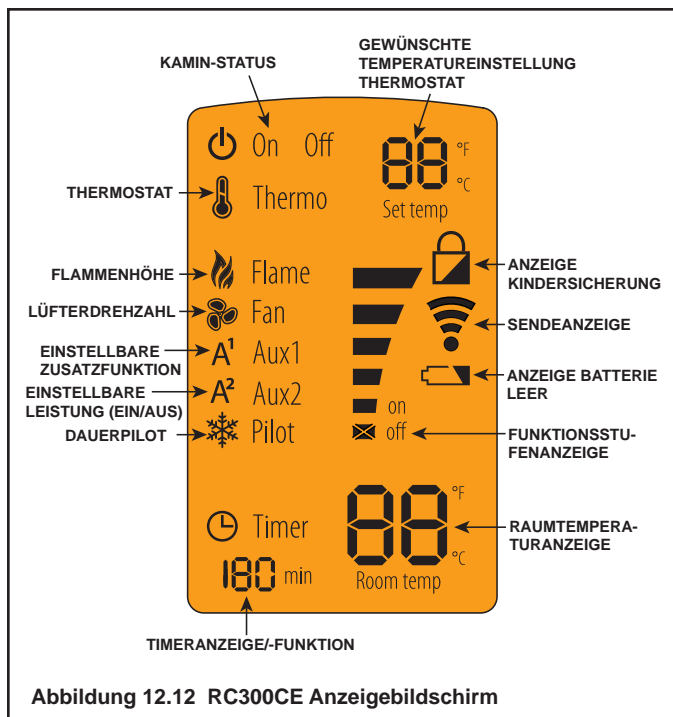 KAMIN-STATUS
GEWÜNSCHTE
TEMPERATUREINSTELLUNG
THERMOSTAT
On Off
88 °F
°C
Set temp
THERMOSTAT
Thermo
FLAMMENHÖHE
Flame
ANZEIGE
KINDERSICHERUNG
LÜFTERDREHZAHL
Fan
SENDEANZEIGE
EINSTELLBARE
ZUSATZFUNKTION
A¹ Aux1
ANZEIGE BATTERIE
LEER
EINSTELLBARE
LEISTUNG (EIN/AUS)
A² Aux2
on
DAUERPILOT
Pilot
off
FUNKTIONSSTU-
FENANZEIGE
Timer
180 min
88 °F
°C
Room temp
RAUMTEMPERA-
TURANZEIGE
TIMERANZEIGE/-FUNKTION
Abbildung 12.12 RC300CE Anzeigebildschirm